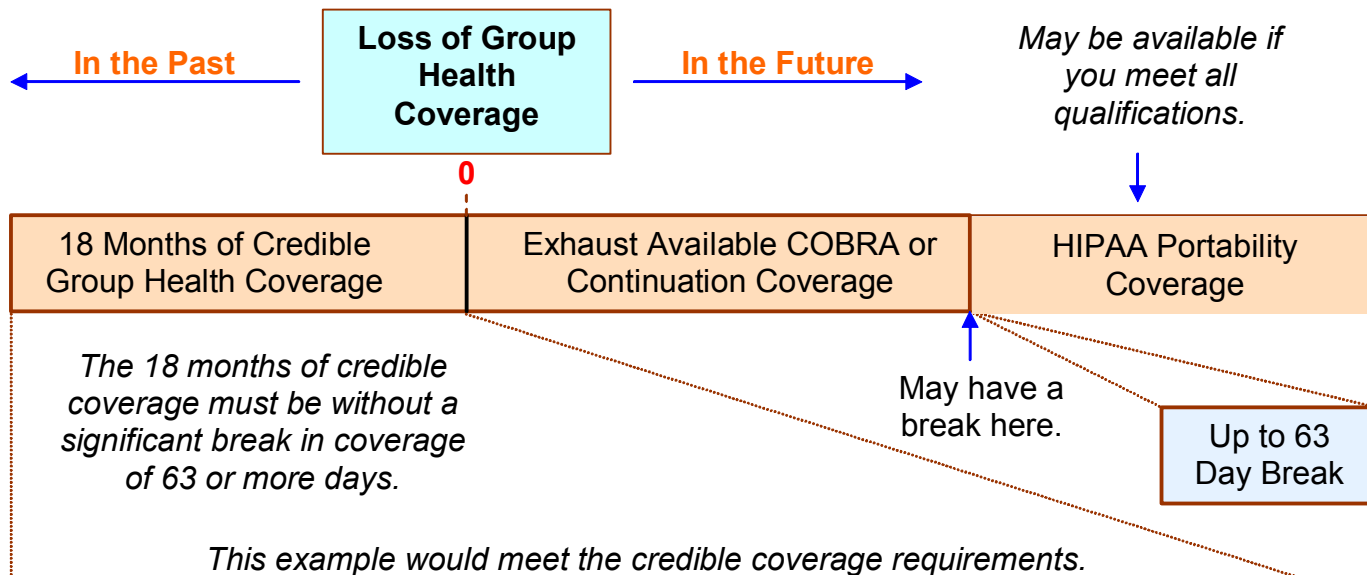 In the Past
Loss of Group
Health
Coverage
In the Future
May be available if
you meet all
qualifications.
0
18 Months of Credible
Group Health Coverage
Exhaust Available COBRA or
Continuation Coverage
HIPAA Portability
Coverage
The 18 months of credible
coverage must be without a
significant break in coverage
of 63 or more days.
May have a
break here.
Up to 63
Day Break
This example would meet the credible coverage requirements.